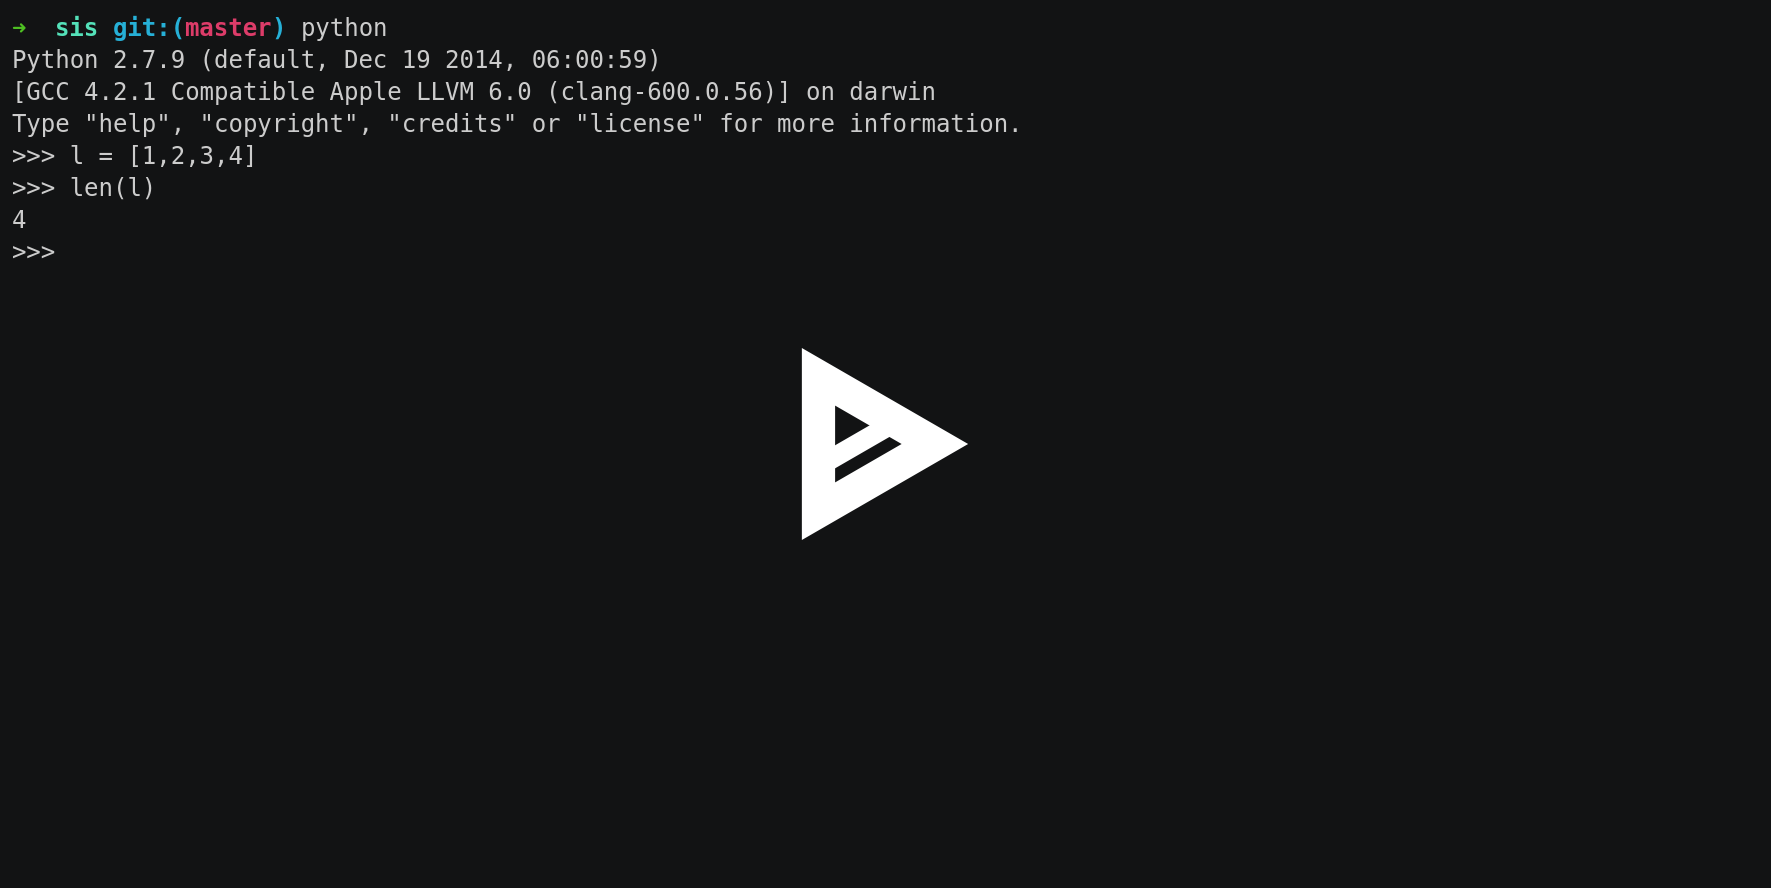 ➜  sis git:(master) python
Python 2.7.9 (default, Dec 19 2014, 06:00:59)
[GCC 4.2.1 Compatible Apple LLVM 6.0 (clang-600.0.56)] on darwin
Type "help", "copyright", "credits" or "license" for more information.
>>> l = [1,2,3,4]
>>> len(l)
4
>>>